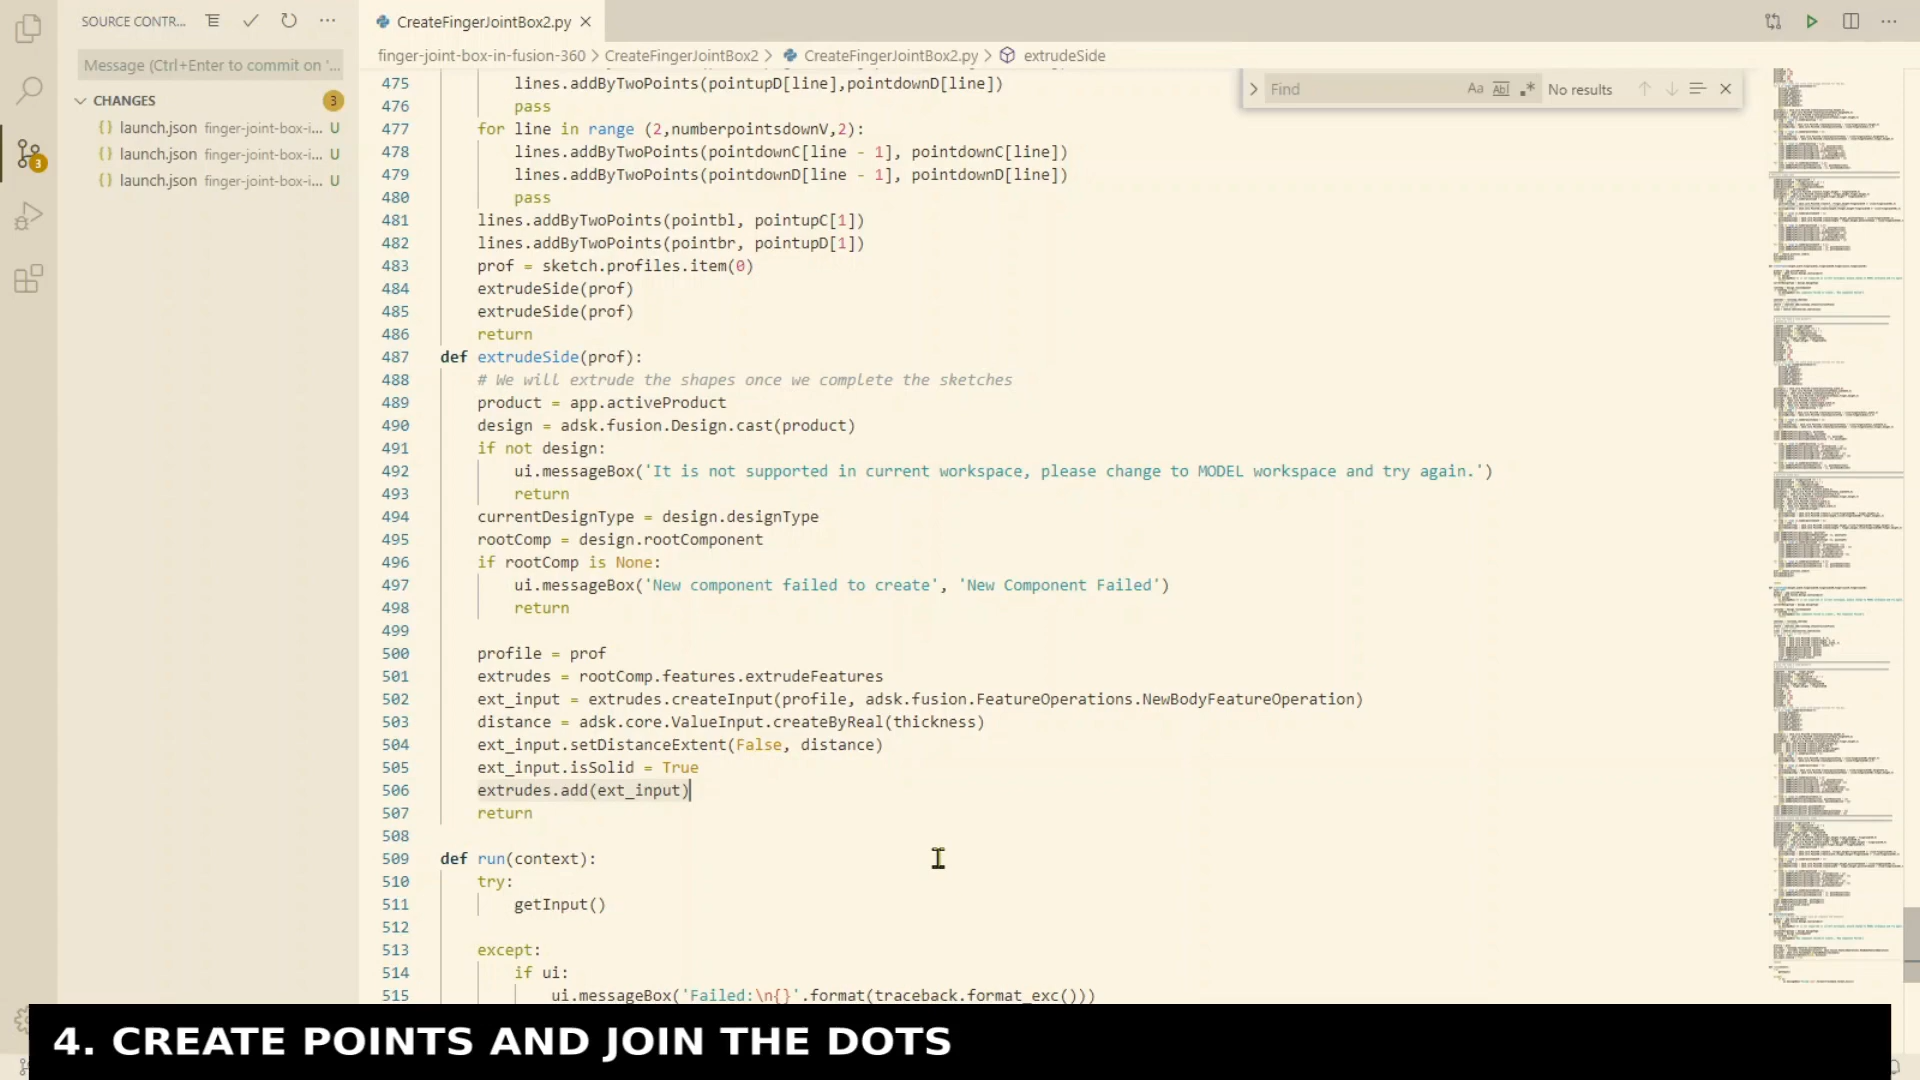 SOURCE CONTR...
Message (Ctrl+Enter to commit on '...
CHANGES
3
{} launch.json finger-joint-box-i... U
{} launch.json finger-joint-box-i... U
{} launch.json finger-joint-box-i... U
3
CreateFingerJointBox2.py
finger-joint-box-in-fusion-360 > CreateFingerJointBox2 > CreateFingerJointBox2.py > extrudeSide
Find
Aa Abl .*
No results
475 lines.addByTwoPoints(pointupD[line],pointdownD[line])
476 pass
477 for line in range (2,numberpointsdownV,2):
478 lines.addByTwoPoints(pointdownC[line - 1], pointdownC[line])
479 lines.addByTwoPoints(pointdownD[line - 1], pointdownD[line])
480 pass
481 lines.addByTwoPoints(pointbl, pointupC[1])
482 lines.addByTwoPoints(pointbr, pointupD[1])
483 prof = sketch.profiles.item(0)
484 extrudeSide(prof)
485 extrudeSide(prof)
486 return
487 def extrudeSide(prof):
488 # We will extrude the shapes once we complete the sketches
489 product = app.activeProduct
490 design = adsk.fusion.Design.cast(product)
491 if not design:
492 ui.messageBox('It is not supported in current workspace, please change to MODEL workspace and try again.')
493 return
494 currentDesignType = design.designType
495 rootComp = design.rootComponent
496 if rootComp is None:
497 ui.messageBox('New component failed to create', 'New Component Failed')
498 return
499
500 profile = prof
501 extrudes = rootComp.features.extrudeFeatures
502 ext_input = extrudes.createInput(profile, adsk.fusion.FeatureOperations.NewBodyFeatureOperation)
503 distance = adsk.core.ValueInput.createByReal(thickness)
504 ext_input.setDistanceExtent(False, distance)
505 ext_input.isSolid = True
506 extrudes.add(ext_input)
507 return
508
509 def run(context):
510 try:
511 getInput()
512
513 except:
514 if ui:
515 ui.messageBox('Failed:\n{}'.format(traceback.format_exc()))
4. CREATE POINTS AND JOIN THE DOTS